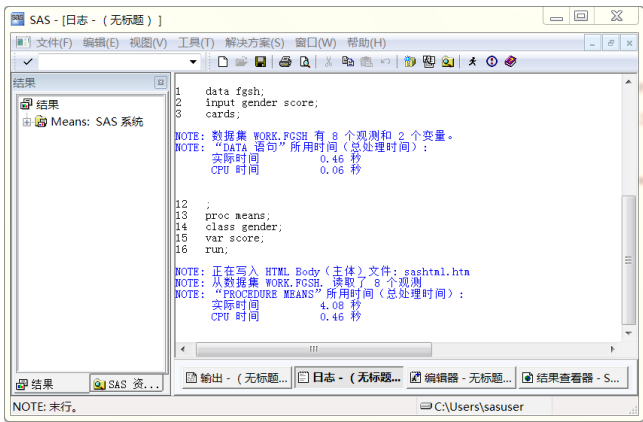 SAS - [日志 - (无标题) ]
文件(F) 编辑(E) 视图(V) 工具(T) 解决方案(S) 窗口(W) 帮助(H)
结果
结果
Means: SAS 系统
1 data fgsh;
2 input gender score;
3 cards;
NOTE: 数据集 WORK.FGSH 有 8 个观测和 2 个变量。
NOTE: “DATA 语句”所用时间（总处理时间）:
实际时间 0.46 秒
CPU 时间 0.06 秒
12 ;
13 proc means;
14 class gender;
15 var score;
16 run;
NOTE: 正在写入 HTML Body（主体）文件: sashtml.htm
NOTE: 从数据集 WORK.FGSH. 读取了 8 个观测
NOTE: “PROCEDURE MEANS”所用时间（总处理时间）:
实际时间 4.08 秒
CPU 时间 0.46 秒
结果 SAS 资... 输出 - (无标题... 日志 - (无标题... 编辑器 - 无标题... 结果查看器 - S...
NOTE: 末行。 C:\Users\sasuser